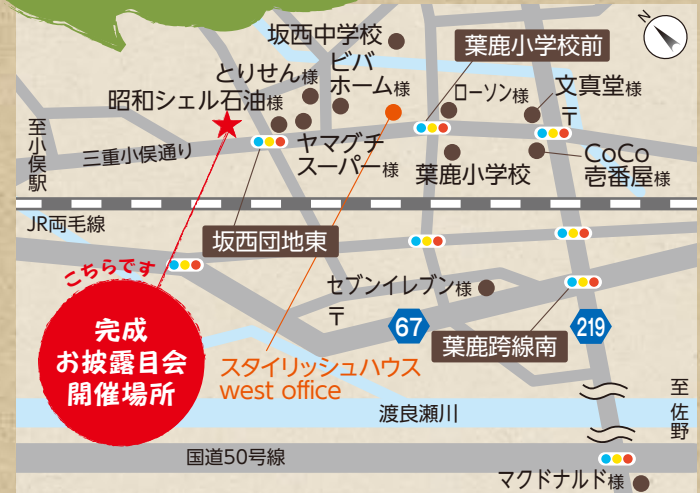 N
坂西中学校
葉鹿小学校前
とりせん様
ビバ
ホーム様
ローソン様
文真堂様
〒
昭和シェル石油様
至小俣駅
三重小俣通り
ヤマグチ
スーパー様
葉鹿小学校
CoCo
壱番屋様
JR両毛線
坂西団地東
こちらです
セブンイレブン様
〒
67
219
葉鹿跨線南
完成
お披露目会
開催場所
スタイリッシュハウス
west office
至佐野
渡良瀬川
国道50号線
マクドナルド様